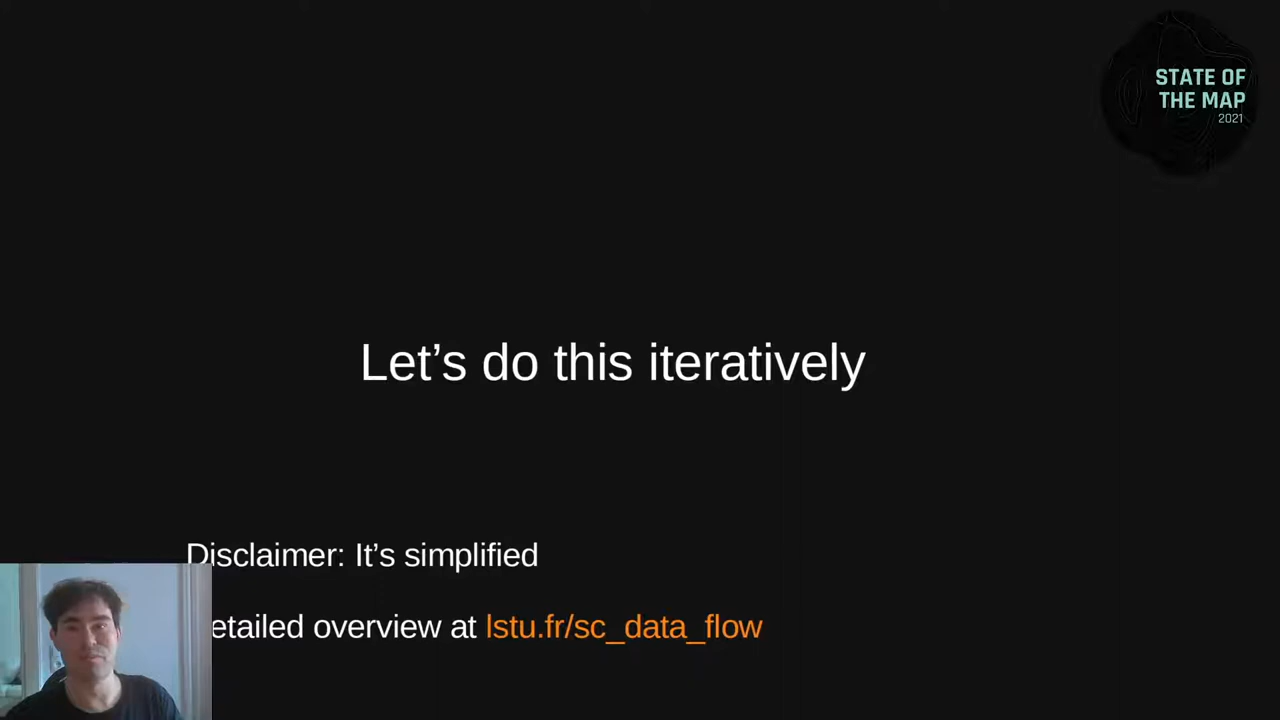 STATE OF
THE MAP
2021
Let’s do this iteratively
Disclaimer: It’s simplified
etailed overview at lstu.fr/sc_data_flow